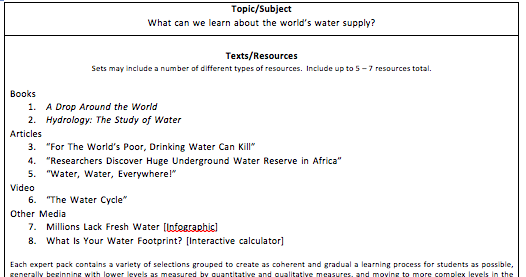 Topic/Subject
What can we learn about the world's water supply?
Texts/Resources
Sets may include a number of different types of resources. Include up to 5 – 7 resources total.
Books
1. A Drop Around the World
2. Hydrology: The Study of Water
Articles
3. "For The World's Poor, Drinking Water Can Kill"
4. "Researchers Discover Huge Underground Water Reserve in Africa"
5. "Water, Water, Everywhere!"
Video
6. "The Water Cycle"
Other Media
7. Millions Lack Fresh Water [Infographic]
8. What Is Your Water Footprint? [Interactive calculator]
Each expert pack contains a variety of selections grouped to create as coherent and gradual a learning process for students as possible,
generally beginning with lower levels as measured by quantitative and qualitative measures, and moving to more complex levels in the